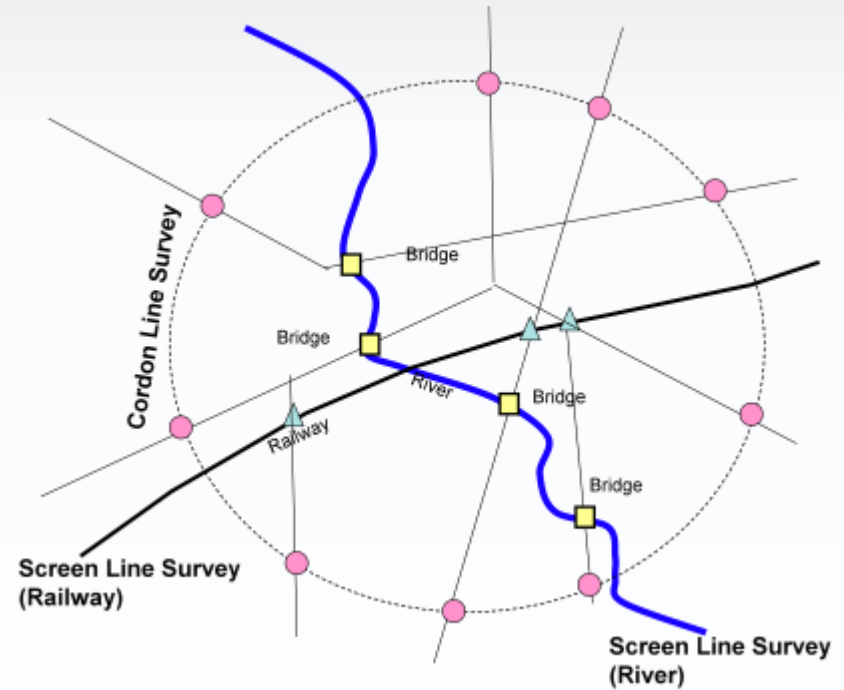 Bridge
Cordon Line Survey
Bridge
River
Bridge
Railway
Bridge
Screen Line Survey
(Railway)
Screen Line Survey
(River)